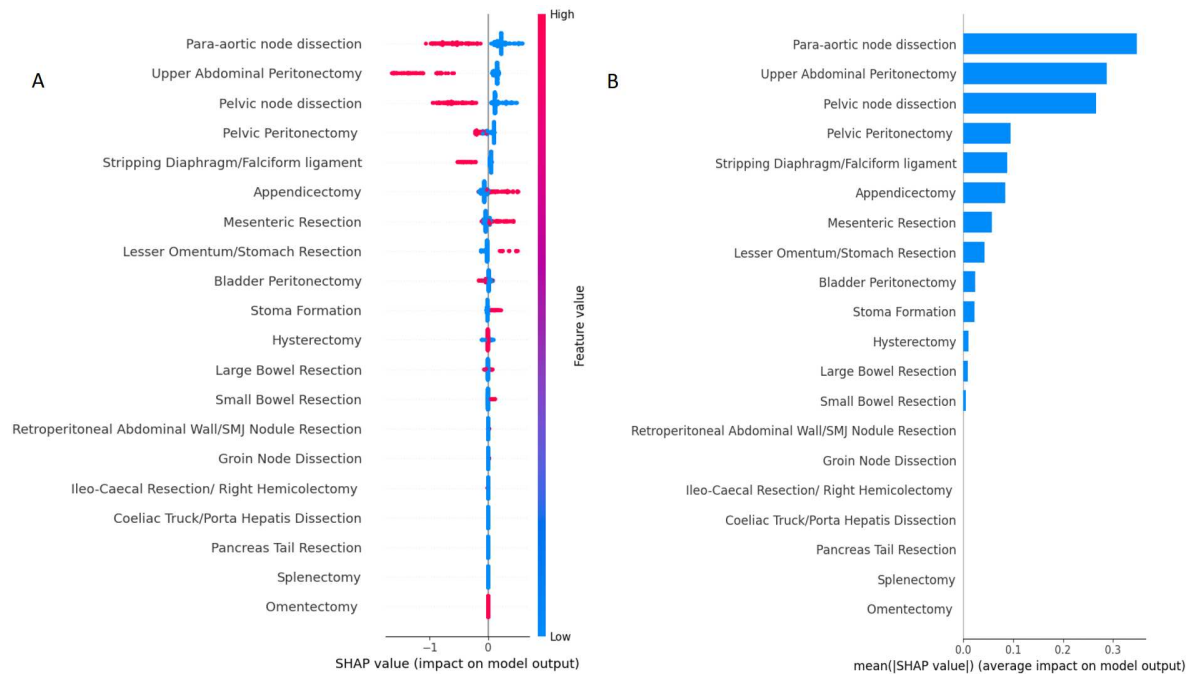 A
High
Para-aortic node dissection
Upper Abdominal Peritonectomy
Pelvic node dissection
Pelvic Peritonectomy
Stripping Diaphragm/Falciform ligament
Appendicectomy
Mesenteric Resection
Lesser Omentum/Stomach Resection
Bladder Peritonectomy
Stoma Formation
Hysterectomy
Large Bowel Resection
Small Bowel Resection
Retroperitoneal Abdominal Wall/SMJ Nodule Resection
Groin Node Dissection
Ileo-Caecal Resection/ Right Hemicolectomy
Coeliac Truck/Porta Hepatis Dissection
Pancreas Tail Resection
Splenectomy
Omentectomy
Feature value
Low
−1 0
SHAP value (impact on model output)
B
Para-aortic node dissection
Upper Abdominal Peritonectomy
Pelvic node dissection
Pelvic Peritonectomy
Stripping Diaphragm/Falciform ligament
Appendicectomy
Mesenteric Resection
Lesser Omentum/Stomach Resection
Bladder Peritonectomy
Stoma Formation
Hysterectomy
Large Bowel Resection
Small Bowel Resection
Retroperitoneal Abdominal Wall/SMJ Nodule Resection
Groin Node Dissection
Ileo-Caecal Resection/ Right Hemicolectomy
Coeliac Truck/Porta Hepatis Dissection
Pancreas Tail Resection
Splenectomy
Omentectomy
0.0 0.1 0.2 0.3
mean(|SHAP value|) (average impact on model output)